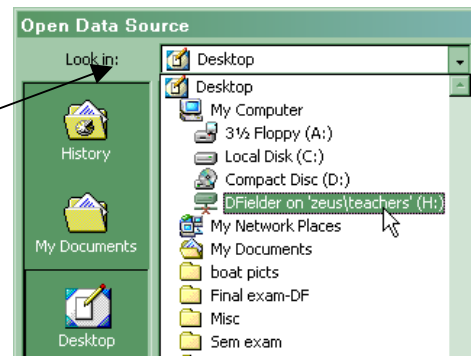 Open Data Source
Look in:
Desktop
Desktop
My Computer
3½ Floppy (A:)
Local Disk (C:)
Compact Disc (D:)
DFielder on 'zeus\teachers' (H:)
My Network Places
My Documents
boat picts
Final exam-DF
Misc
Sem exam
History
My Documents
Desktop